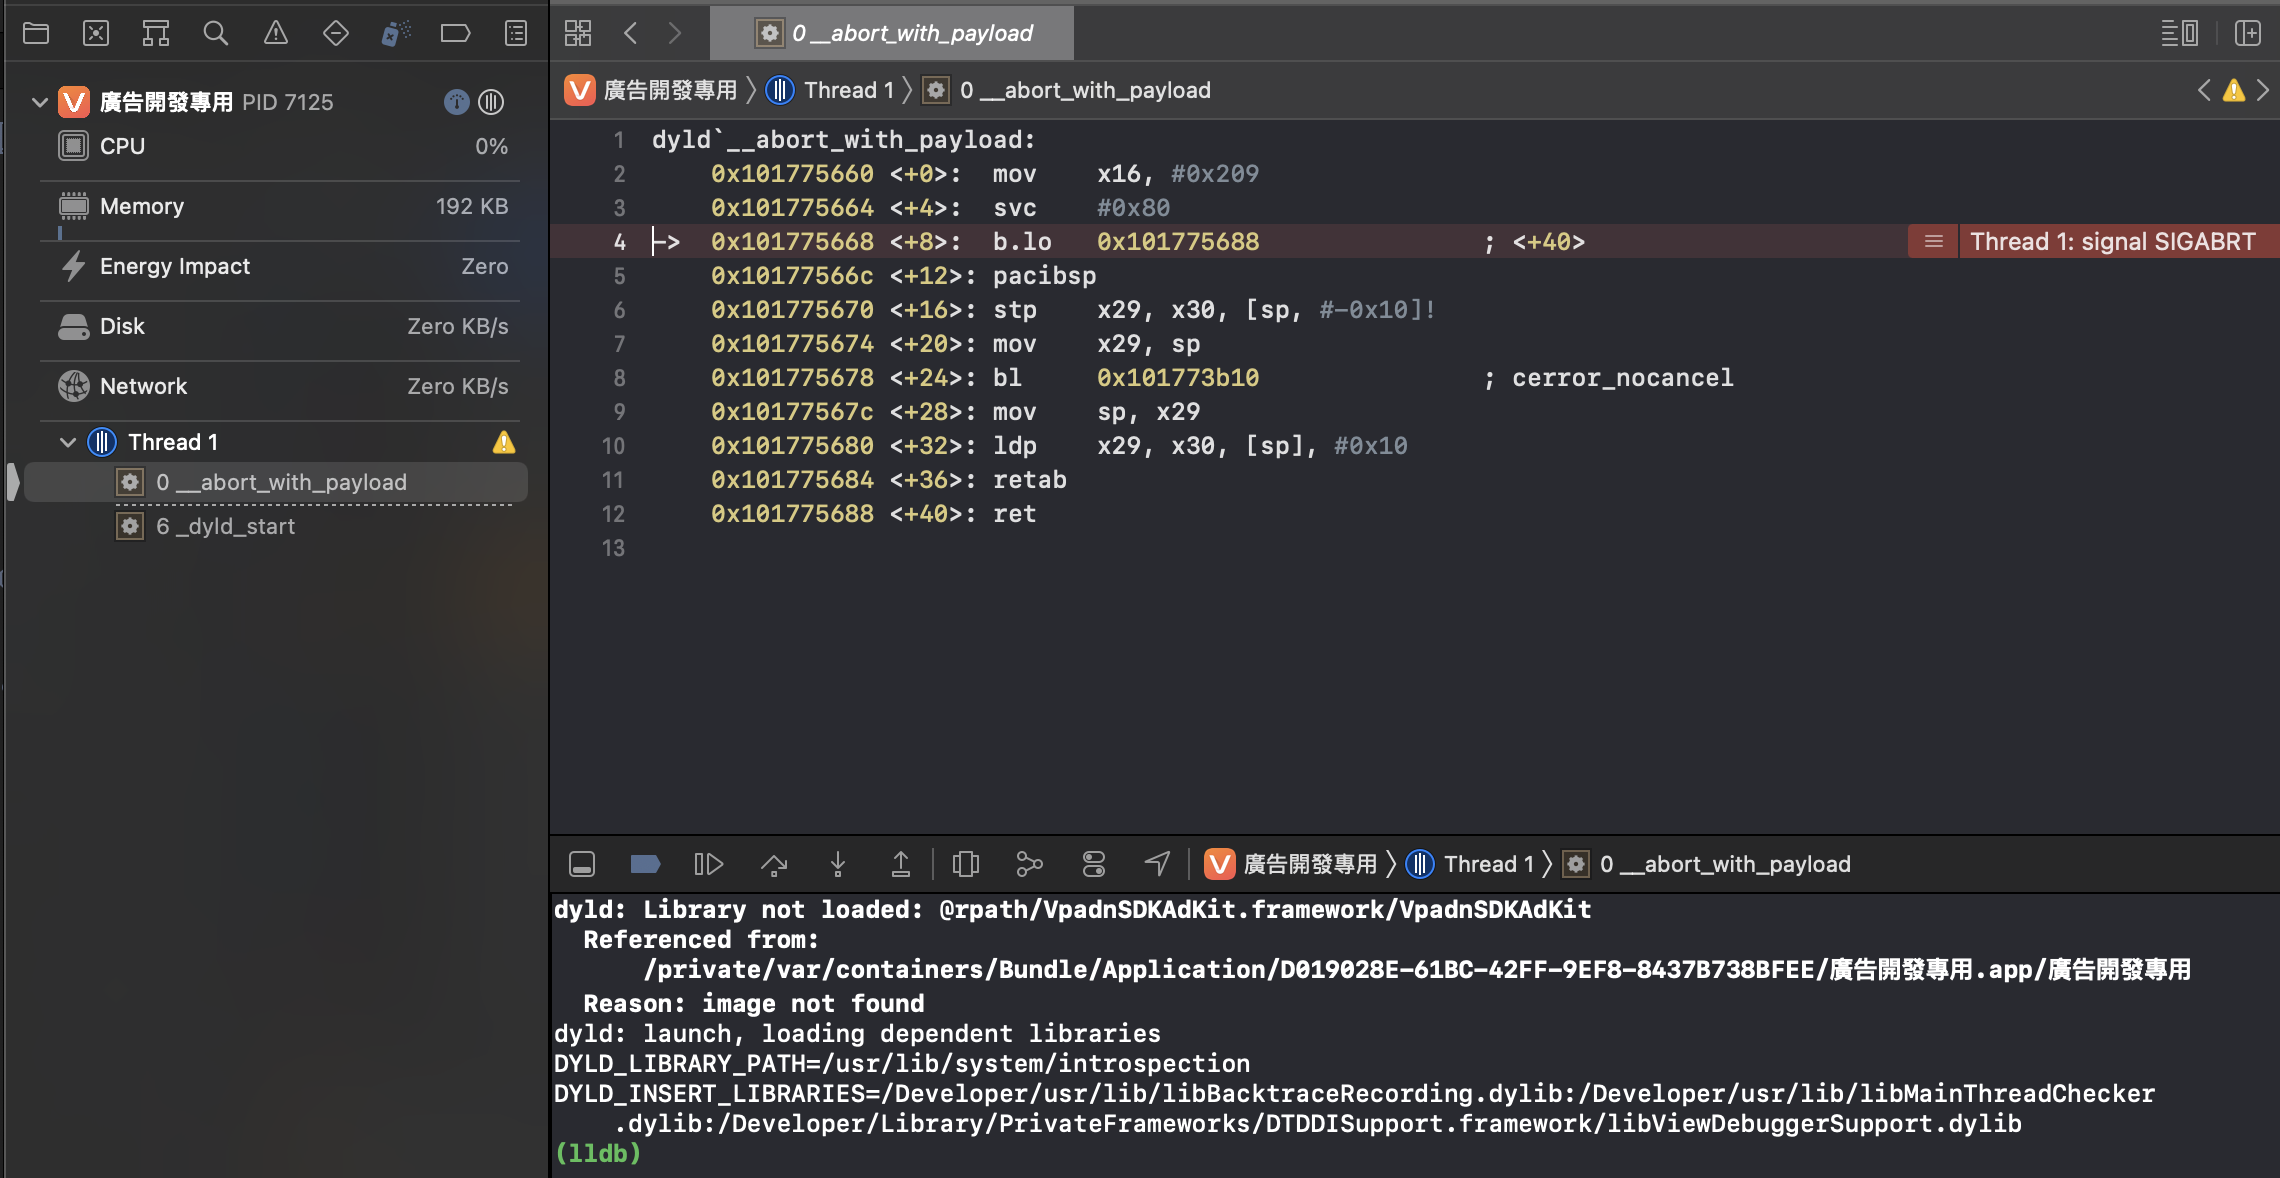 廣告開發專用 PID 7125
CPU 0%
Memory 192 KB
Energy Impact Zero
Disk Zero KB/s
Network Zero KB/s
Thread 1
0 __abort_with_payload
6 _dyld_start
0 __abort_with_payload
廣告開發專用 Thread 1 0 __abort_with_payload
1 dyld`__abort_with_payload:
2 0x101775660 <+0>: mov x16, #0x209
3 0x101775664 <+4>: svc #0x80
4 -> 0x101775668 <+8>: b.lo 0x101775688 ; <+40> Thread 1: signal SIGABRT
5 0x10177566c <+12>: pacibsp
6 0x101775670 <+16>: stp x29, x30, [sp, #-0x10]!
7 0x101775674 <+20>: mov x29, sp
8 0x101775678 <+24>: bl 0x101773b10 ; cerror_nocancel
9 0x10177567c <+28>: mov sp, x29
10 0x101775680 <+32>: ldp x29, x30, [sp], #0x10
11 0x101775684 <+36>: retab
12 0x101775688 <+40>: ret
13
廣告開發專用 Thread 1 0 __abort_with_payload
dyld: Library not loaded: @rpath/VpadnSDKAdKit.framework/VpadnSDKAdKit
Referenced from:
/private/var/containers/Bundle/Application/D019028E-61BC-42FF-9EF8-8437B738BFEE/廣告開發專用.app/廣告開發專用
Reason: image not found
dyld: launch, loading dependent libraries
DYLD_LIBRARY_PATH=/usr/lib/system/introspection
DYLD_INSERT_LIBRARIES=/Developer/usr/lib/libBacktraceRecording.dylib:/Developer/usr/lib/libMainThreadChecker
.dylib:/Developer/Library/PrivateFrameworks/DTDDISupport.framework/libViewDebuggerSupport.dylib
(lldb)